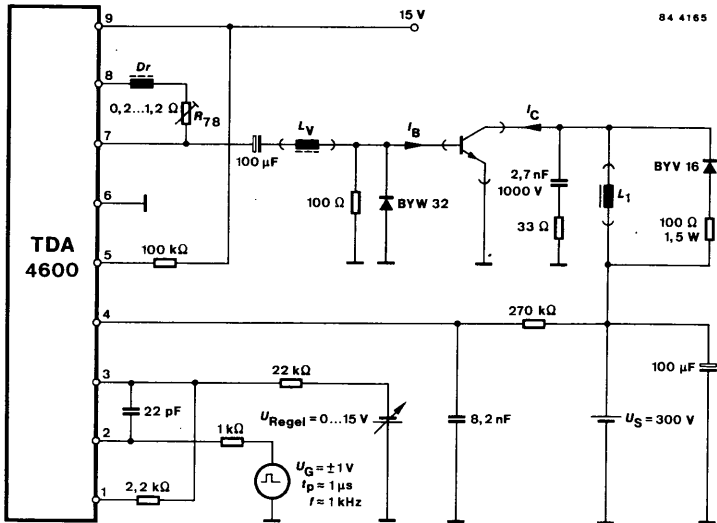 84 4165
9
15 V
8
Dr
0,2...1,2 Ω
R78
7
100 µF
LV
IB
IC
100 Ω
BYW 32
2,7 nF
1000 V
33 Ω
L1
BYV 16
100 Ω
1,5 W
6
TDA
4600
5
100 kΩ
4
270 kΩ
3
22 kΩ
100 µF
22 pF
URegel = 0...15 V
8,2 nF
US = 300 V
2
1 kΩ
UG = ±1 V
tp ≈ 1 µs
f ≈ 1 kHz
1
2,2 kΩ